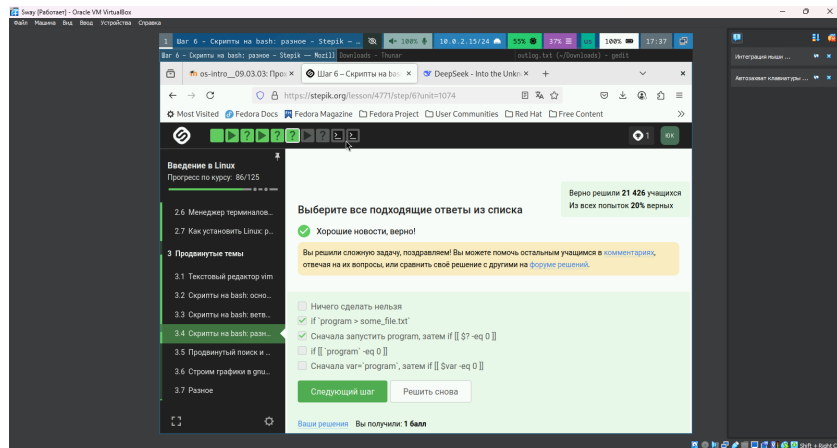 Sway [Работает] - Oracle VM VirtualBox
Файл Машина Вид Ввод Устройства Справка
1 Шаг 6 – Скрипты на bash: разное – Stepik – … 100% 10.0.2.15/24 55% 37% us 100% 17:37
Шаг 6 – Скрипты на bash: разное – Stepik — Mozill Downloads - Thunar outlog.txt (~/Downloads) – gedit
os-intro__09.03.03: Про × Шаг 6 – Скрипты на bas × DeepSeek - Into the Unkn × +
https://stepik.org/lesson/4771/step/6?unit=1074
Most Visited Fedora Docs Fedora Magazine Fedora Project User Communities Red Hat Free Content
1 ЮК
Введение в Linux
Прогресс по курсу: 86/125
2.6 Менеджер терминалов…
2.7 Как установить Linux: р…
3 Продвинутые темы
3.1 Текстовый редактор vim
3.2 Скрипты на bash: осно…
3.3 Скрипты на bash: ветв…
3.4 Скрипты на bash: разн…
3.5 Продвинутый поиск и …
3.6 Строим графики в gnu…
3.7 Разное
Верно решили 21 426 учащихся
Из всех попыток 20% верных
Выберите все подходящие ответы из списка
Хорошие новости, верно!
Вы решили сложную задачу, поздравляем! Вы можете помочь остальным учащимся в комментариях,
отвечая на их вопросы, или сравнить своё решение с другими на форуме решений.
Ничего сделать нельзя
if `program > some_file.txt`
Сначала запустить program, затем if [[ $? -eq 0 ]]
if [[ `program` -eq 0 ]]
Сначала var=`program`, затем if [[ $var -eq 0 ]]
Следующий шаг Решить снова
Ваши решения Вы получили: 1 балл
Интеграция мыши ...
Автозахват клавиатуры ...
Shift + Right C